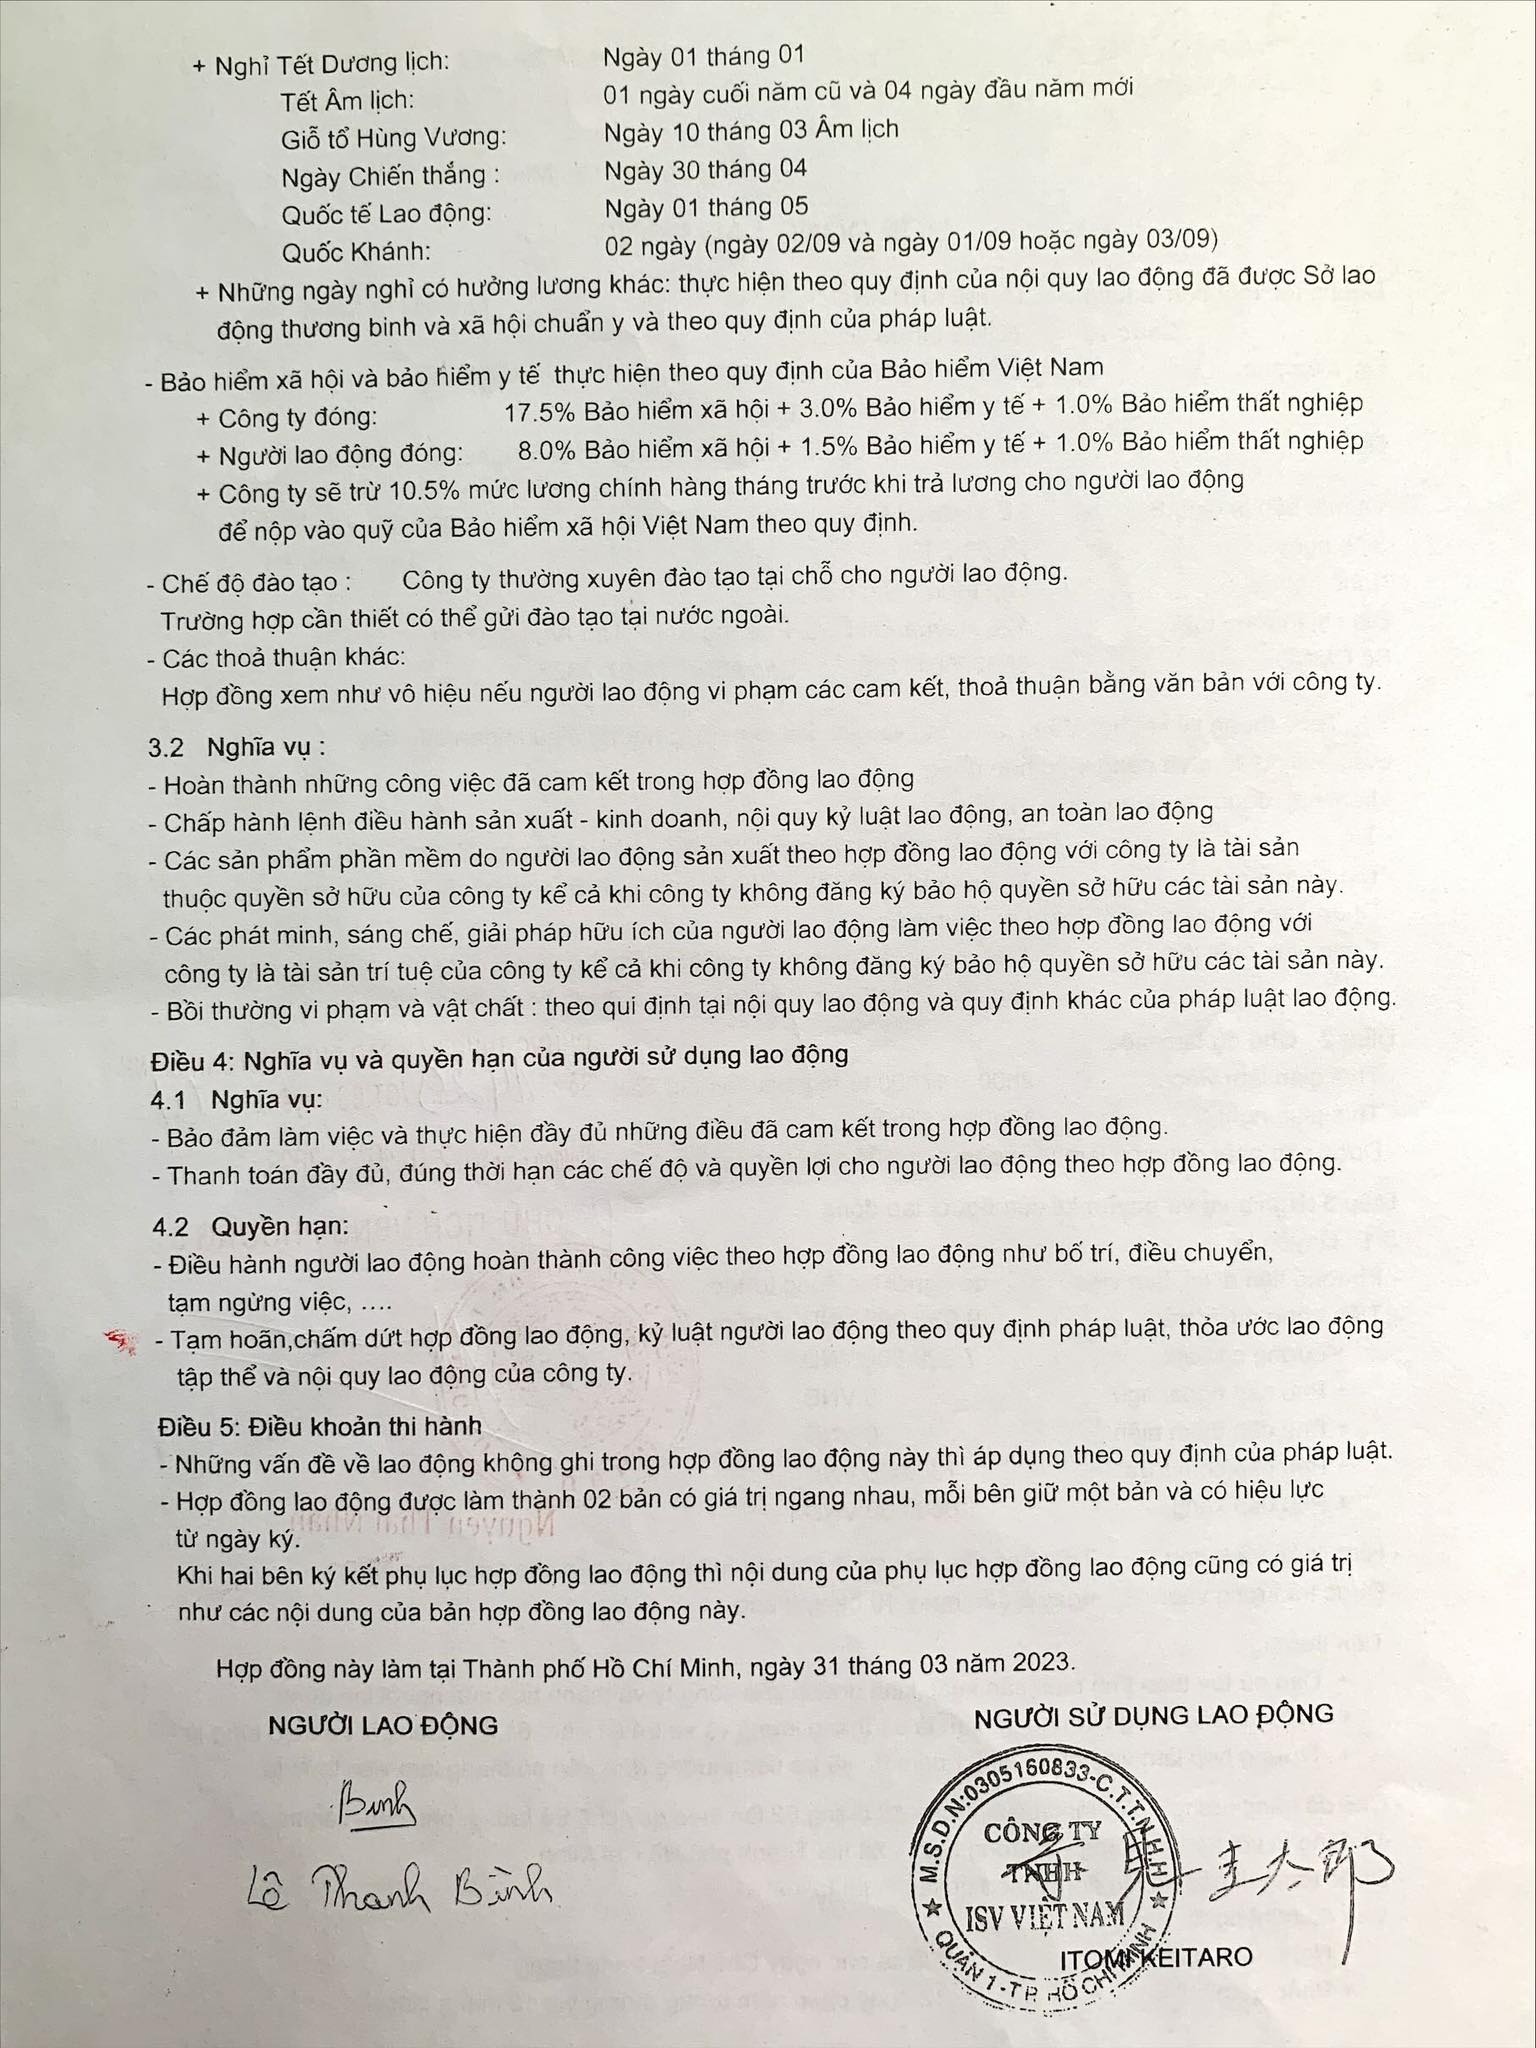 + Nghỉ Tết Dương lịch: Ngày 01 tháng 01
Tết Âm lịch: 01 ngày cuối năm cũ và 04 ngày đầu năm mới
Giỗ tổ Hùng Vương: Ngày 10 tháng 03 Âm lịch
Ngày Chiến thắng : Ngày 30 tháng 04
Quốc tế Lao động: Ngày 01 tháng 05
Quốc Khánh: 02 ngày (ngày 02/09 và ngày 01/09 hoặc ngày 03/09)
+ Những ngày nghỉ có hưởng lương khác: thực hiện theo quy định của nội quy lao động đã được Sở lao
động thương binh và xã hội chuẩn y và theo quy định của pháp luật.
- Bảo hiểm xã hội và bảo hiểm y tế thực hiện theo quy định của Bảo hiểm Việt Nam
+ Công ty đóng: 17.5% Bảo hiểm xã hội + 3.0% Bảo hiểm y tế + 1.0% Bảo hiểm thất nghiệp
+ Người lao động đóng: 8.0% Bảo hiểm xã hội + 1.5% Bảo hiểm y tế + 1.0% Bảo hiểm thất nghiệp
+ Công ty sẽ trừ 10.5% mức lương chính hàng tháng trước khi trả lương cho người lao động
để nộp vào quỹ của Bảo hiểm xã hội Việt Nam theo quy định.
- Chế độ đào tạo : Công ty thường xuyên đào tạo tại chỗ cho người lao động.
Trường hợp cần thiết có thể gửi đào tạo tại nước ngoài.
- Các thoả thuận khác:
Hợp đồng xem như vô hiệu nếu người lao động vi phạm các cam kết, thoả thuận bằng văn bản với công ty.
3.2 Nghĩa vụ :
- Hoàn thành những công việc đã cam kết trong hợp đồng lao động
- Chấp hành lệnh điều hành sản xuất - kinh doanh, nội quy kỷ luật lao động, an toàn lao động
- Các sản phẩm phần mềm do người lao động sản xuất theo hợp đồng lao động với công ty là tài sản
thuộc quyền sở hữu của công ty kể cả khi công ty không đăng ký bảo hộ quyền sở hữu các tài sản này.
- Các phát minh, sáng chế, giải pháp hữu ích của người lao động làm việc theo hợp đồng lao động với
công ty là tài sản trí tuệ của công ty kể cả khi công ty không đăng ký bảo hộ quyền sở hữu các tài sản này.
- Bồi thường vi phạm và vật chất : theo qui định tại nội quy lao động và quy định khác của pháp luật lao động.
Điều 4: Nghĩa vụ và quyền hạn của người sử dụng lao động
4.1 Nghĩa vụ:
- Bảo đảm làm việc và thực hiện đầy đủ những điều đã cam kết trong hợp đồng lao động.
- Thanh toán đầy đủ, đúng thời hạn các chế độ và quyền lợi cho người lao động theo hợp đồng lao động.
4.2 Quyền hạn:
- Điều hành người lao động hoàn thành công việc theo hợp đồng lao động như bố trí, điều chuyển,
tạm ngừng việc, ....
- Tạm hoãn,chấm dứt hợp đồng lao động, kỷ luật người lao động theo quy định pháp luật, thỏa ước lao động
tập thể và nội quy lao động của công ty.
Điều 5: Điều khoản thi hành
- Những vấn đề về lao động không ghi trong hợp đồng lao động này thì áp dụng theo quy định của pháp luật.
- Hợp đồng lao động được làm thành 02 bản có giá trị ngang nhau, mỗi bên giữ một bản và có hiệu lực
từ ngày ký.
Khi hai bên ký kết phụ lục hợp đồng lao động thì nội dung của phụ lục hợp đồng lao động cũng có giá trị
như các nội dung của bản hợp đồng lao động này.
Hợp đồng này làm tại Thành phố Hồ Chí Minh, ngày 31 tháng 03 năm 2023.
NGƯỜI LAO ĐỘNG
NGƯỜI SỬ DỤNG LAO ĐỘNG
Binh
Lê Thanh Bình
M.S.D.N:0305160833-C.T.T.N.H.H
CÔNG TY
TNHH
ISV VIỆT NAM
QUẬN 1-TP. HỒ CHÍ MINH
圭太郎
ITOMI KEITARO